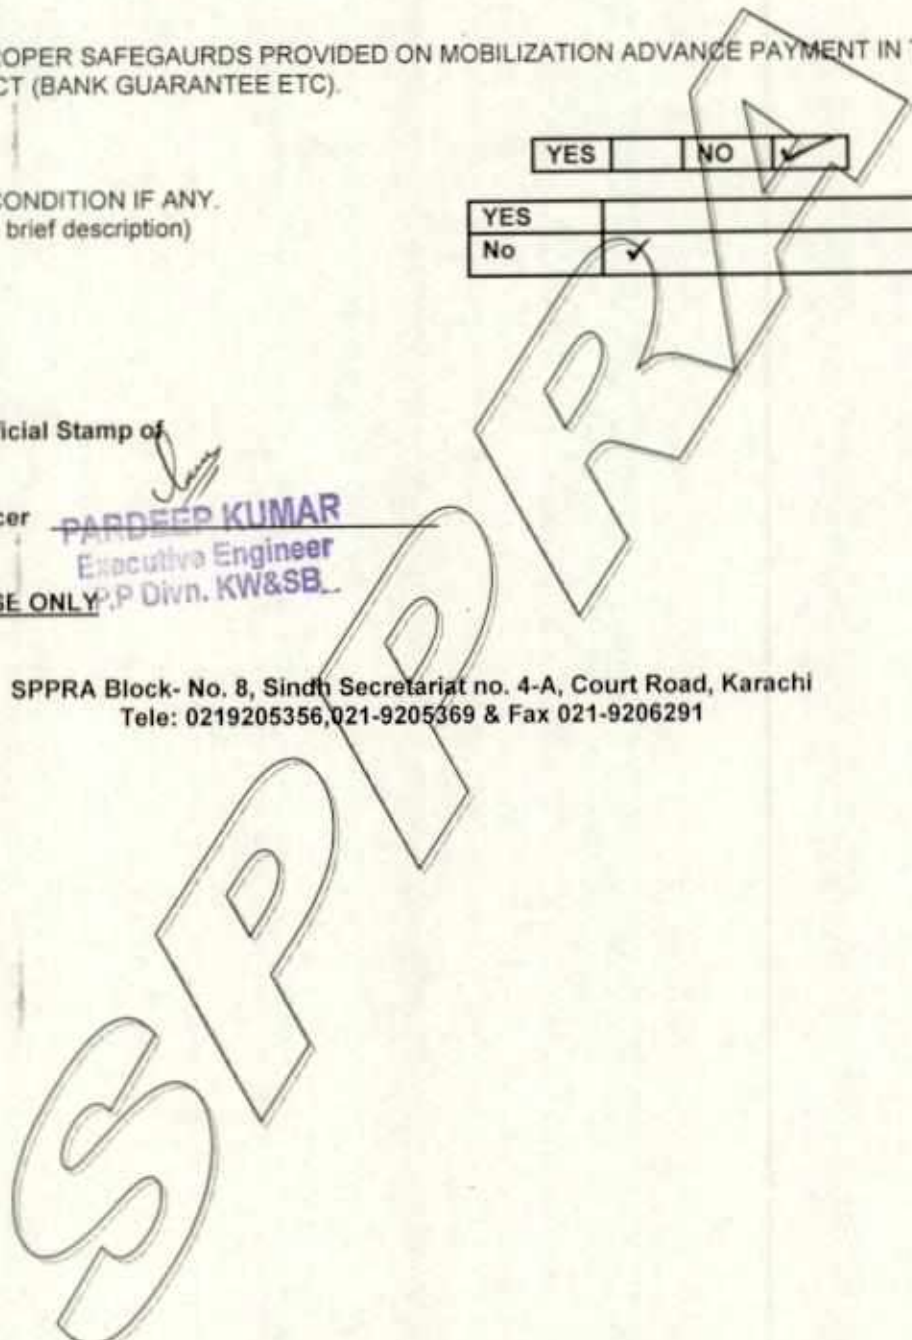 OPER SAFEGAURDS PROVIDED ON MOBILIZATION ADVANCE PAYMENT IN
CT (BANK GUARANTEE ETC).
YES NO ✓
CONDITION IF ANY.
brief description)
YES
No ✓
icial Stamp of
cer
PARDEEP KUMAR
Executive Engineer
P.P Divn. KW&SB
SE ONLY
SPPRA Block- No. 8, Sindh Secretariat no. 4-A, Court Road, Karachi
Tele: 0219205356,021-9205369 & Fax 021-9206291
SPPRA